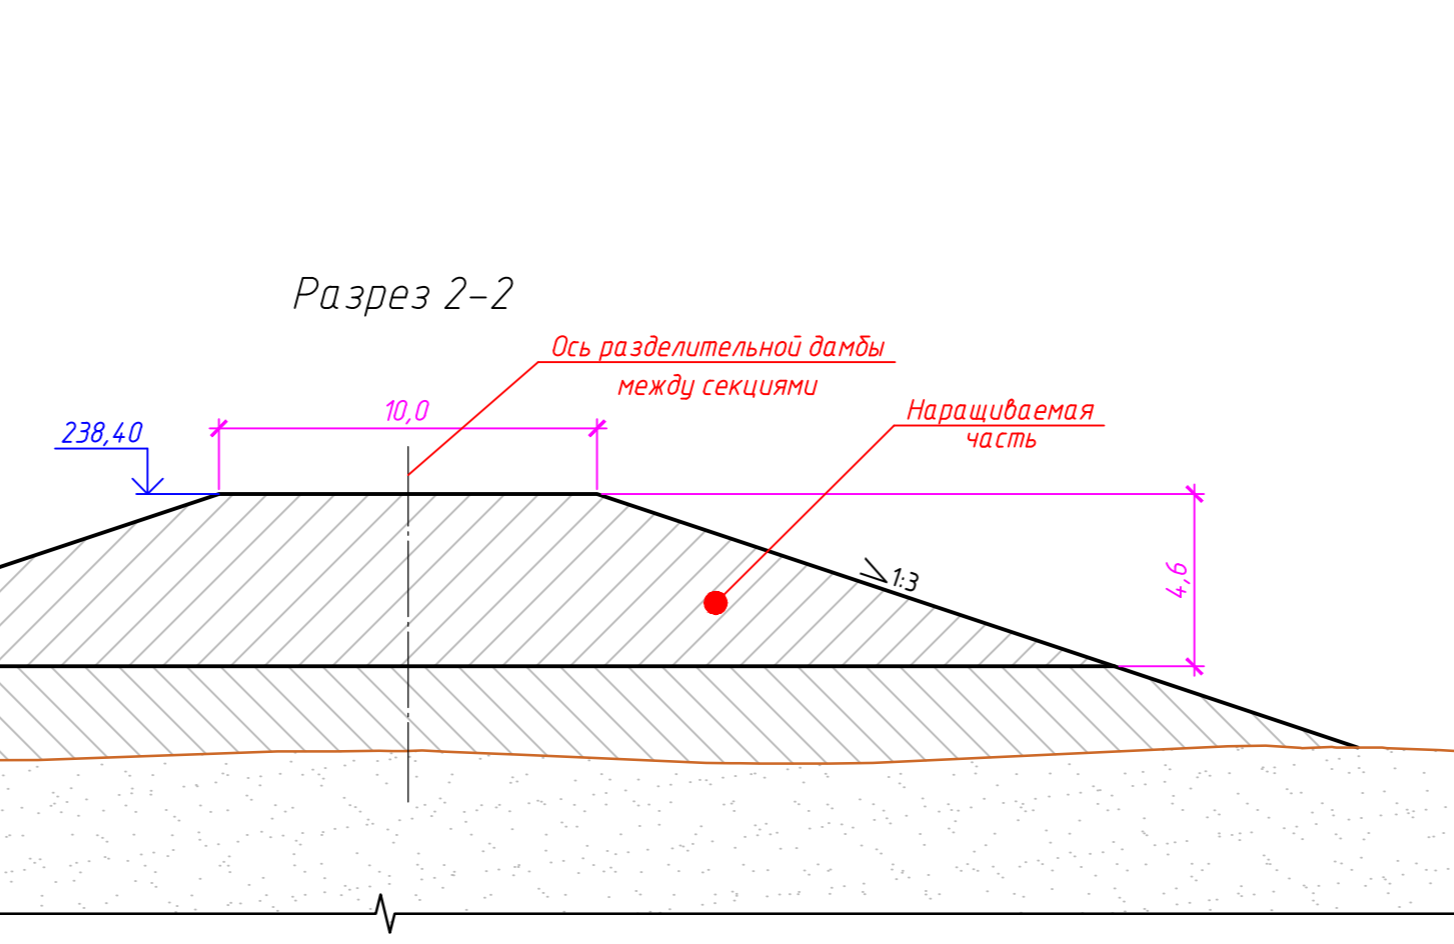 Разрез 2-2
Ось разделительной дамбы
между секциями
Наращиваемая
часть
10,0
238,40
1:3
4,6